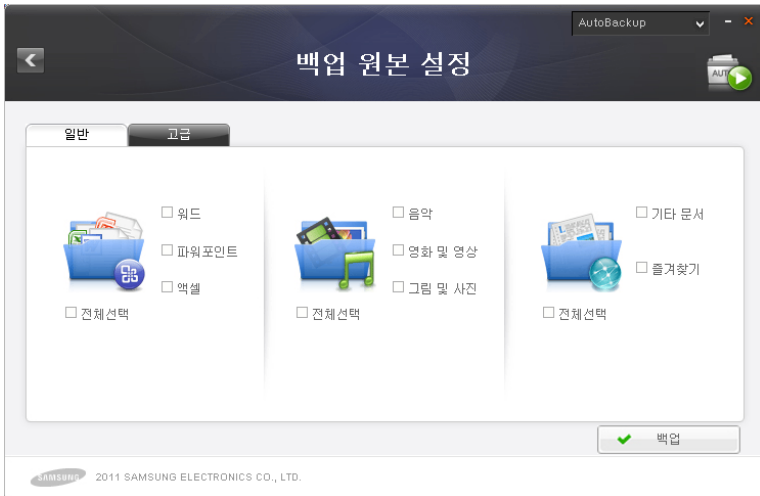 AutoBackup
백업 원본 설정
AUTO
일반
고급
워드
파워포인트
액셀
전체선택
음악
영화 및 영상
그림 및 사진
전체선택
기타 문서
즐겨찾기
전체선택
백업
SAMSUNG 2011 SAMSUNG ELECTRONICS CO., LTD.